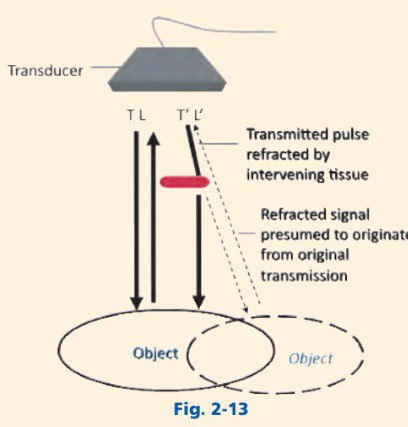 Transducer
T L
T' L'
Transmitted pulse
refracted by
intervening tissue
Refracted signal
presumed to originate
from original
transmission
Object
Object
Fig. 2-13